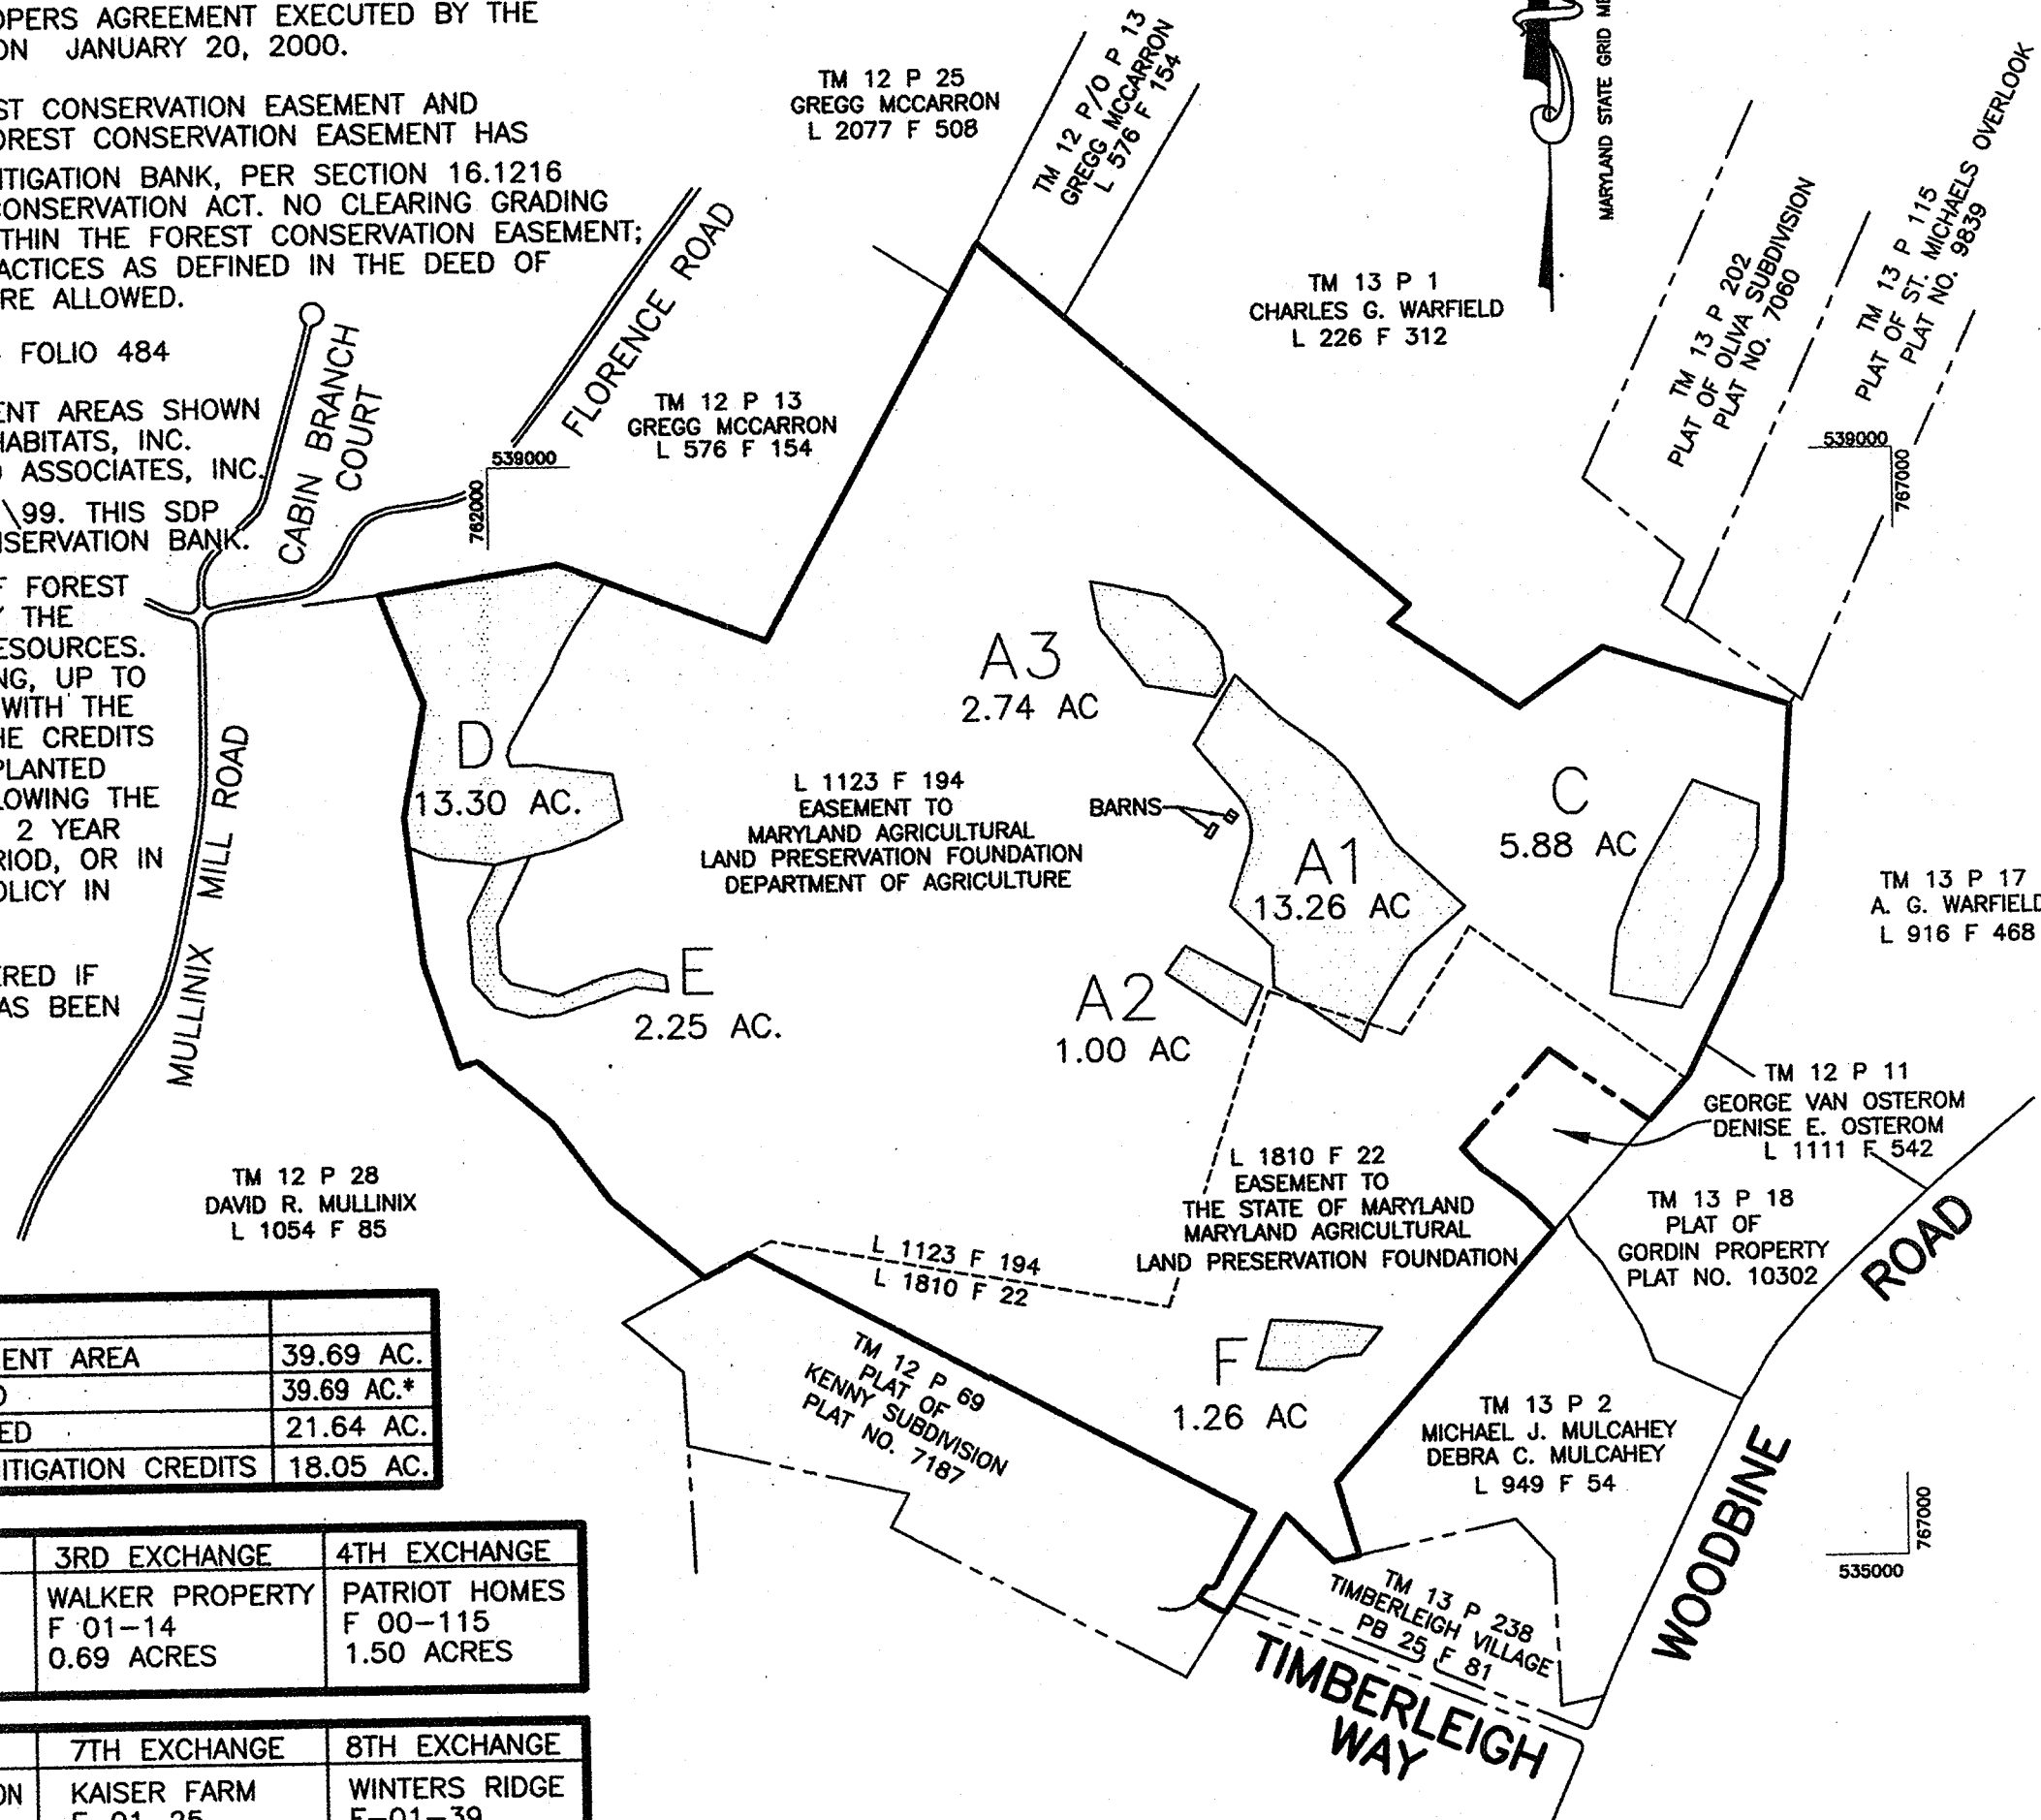 OPERS AGREEMENT EXECUTED BY THE
ON JANUARY 20, 2000.
ST CONSERVATION EASEMENT AND
OREST CONSERVATION EASEMENT HAS
ITIGATION BANK, PER SECTION 16.1216
CONSERVATION ACT. NO CLEARING GRADING
THIN THE FOREST CONSERVATION EASEMENT;
ACTICES AS DEFINED IN THE DEED OF
RE ALLOWED.
FOLIO 484
ENT AREAS SHOWN
HABITATS, INC.
ASSOCIATES, INC.
\99. THIS SDP
NSERVATION BANK.
F FOREST
Y THE
ESOURCES.
NG, UP TO
WITH THE
HE CREDITS
PLANTED
LOWING THE
2 YEAR
RIOD, OR IN
OLICY IN
ERED IF
AS BEEN
TM 12 P 25
GREGG MCCARRON
L 2077 F 508
TM 12 P/O P 13
GREGG MCCARRON
L 576 F 154
MARYLAND STATE GRID
TM 13 P 1
CHARLES G. WARFIELD
L 226 F 312
TM 13 P 202
PLAT OF OLIVA SUBDIVISION
PLAT NO. 7060
TM 13 P 115
PLAT OF ST. MICHAELS OVERLOOK
PLAT NO. 9839
539000
767000
FLORENCE ROAD
CABIN BRANCH
COURT
TM 12 P 13
GREGG MCCARRON
L 576 F 154
539000
762000
MULLINIX MILL ROAD
A3
2.74 AC
D
13.30 AC.
L 1123 F 194
EASEMENT TO
MARYLAND AGRICULTURAL
LAND PRESERVATION FOUNDATION
DEPARTMENT OF AGRICULTURE
BARNS
A1
13.26 AC
C
5.88 AC
TM 13 P 17
A. G. WARFIELD
L 916 F 468
E
2.25 AC.
A2
1.00 AC
TM 12 P 11
GEORGE VAN OSTEROM
DENISE E. OSTEROM
L 1111 F 542
TM 12 P 28
DAVID R. MULLINIX
L 1054 F 85
L 1810 F 22
EASEMENT TO
THE STATE OF MARYLAND
MARYLAND AGRICULTURAL
LAND PRESERVATION FOUNDATION
TM 13 P 18
PLAT OF
GORDIN PROPERTY
PLAT NO. 10302
L 1123 F 194
L 1810 F 22
WOODBINE ROAD
TM 12 P 69
PLAT OF
KENNY SUBDIVISION
PLAT NO. 7187
F
1.26 AC
TM 13 P 2
MICHAEL J. MULCAHEY
DEBRA C. MULCAHEY
L 949 F 54
767000
535000
TM 13 P 238
TIMBERLEIGH VILLAGE
PB 25 F 81
TIMBERLEIGH
WAY
ENT AREA 39.69 AC.
39.69 AC.*
ED 21.64 AC.
ITIGATION CREDITS 18.05 AC.
3RD EXCHANGE 4TH EXCHANGE
WALKER PROPERTY PATRIOT HOMES
F 01-14 F 00-115
0.69 ACRES 1.50 ACRES
7TH EXCHANGE 8TH EXCHANGE
ON KAISER FARM WINTERS RIDGE
F 01-25 F-01-39